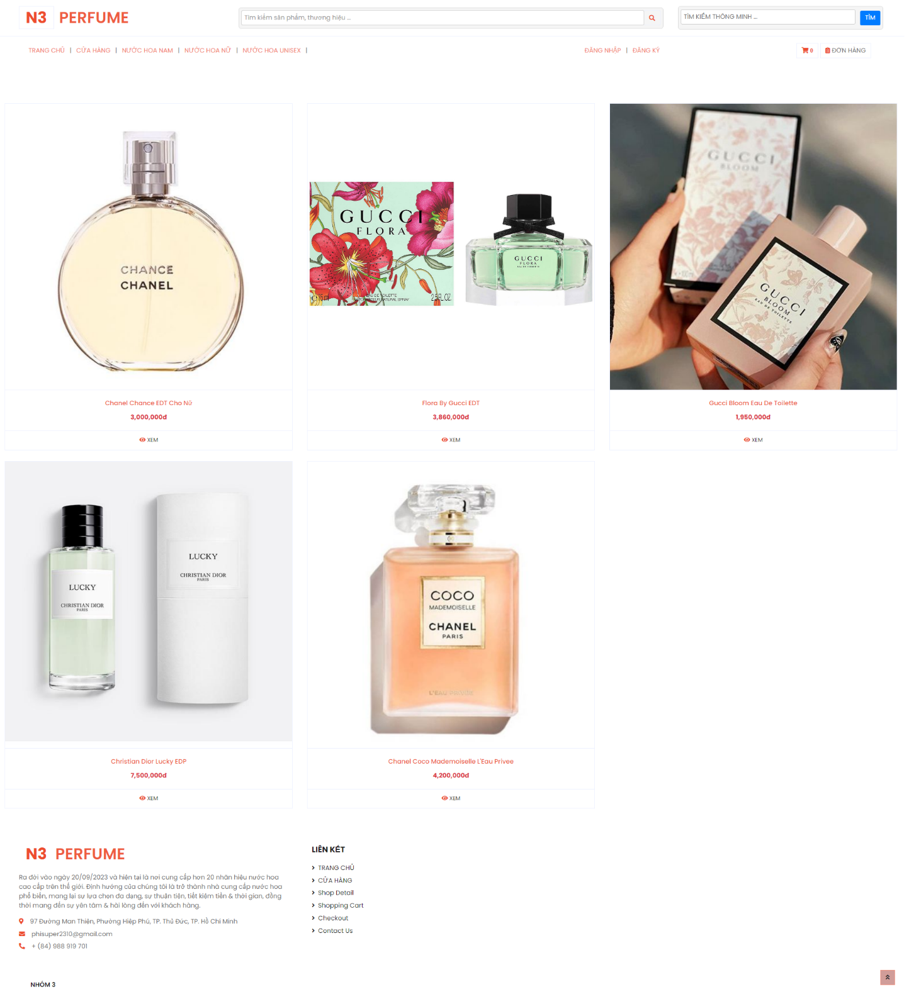 N3 PERFUME
Tìm kiếm sản phẩm, thương hiệu ...
TÌM KIẾM THÔNG MINH ...
TÌM
TRANG CHỦ | CỬA HÀNG | NƯỚC HOA NAM | NƯỚC HOA NỮ | NƯỚC HOA UNISEX |
ĐĂNG NHẬP | ĐĂNG KÝ
0
ĐƠN HÀNG
CHANCE
CHANEL
GUCCI
FLORA
EAU DE TOILETTE
NATURAL SPRAY
2.5 FL.OZ
GUCCI
FLORA
EAU DE TOILETTE
GUCCI
BLOOM
GUCCI
BLOOM
EAU DE TOILETTE
Chanel Chance EDT Cho Nữ
3,000,000đ
XEM
Flora By Gucci EDT
3,860,000đ
XEM
Gucci Bloom Eau De Toilette
1,950,000đ
XEM
LUCKY
CHRISTIAN DIOR
PARIS
LUCKY
CHRISTIAN DIOR
PARIS
COCO
MADEMOISELLE
CHANEL
PARIS
L'EAU PRIVÉE
Christian Dior Lucky EDP
7,500,000đ
XEM
Chanel Coco Mademoiselle L'Eau Privee
4,200,000đ
XEM
N3 PERFUME
Ra đời vào ngày 20/09/2023 và hiện tại là nơi cung cấp hơn 20 nhãn hiệu nước hoa
cao cấp trên thế giới. Định hướng của chúng tôi là trở thành nhà cung cấp nước hoa
phổ biến, mang lại sự lựa chọn đa dạng, sự thuận tiện, tiết kiệm tiền & thời gian, đồng
thời mang đến sự yên tâm & hài lòng đến với khách hàng.
97 Đường Man Thiện, Phường Hiệp Phú, TP. Thủ Đức, TP. Hồ Chí Minh
phisuper2310@gmail.com
+ (84) 988 919 701
LIÊN KẾT
TRANG CHỦ
CỬA HÀNG
Shop Detail
Shopping Cart
Checkout
Contact Us
NHÓM 3